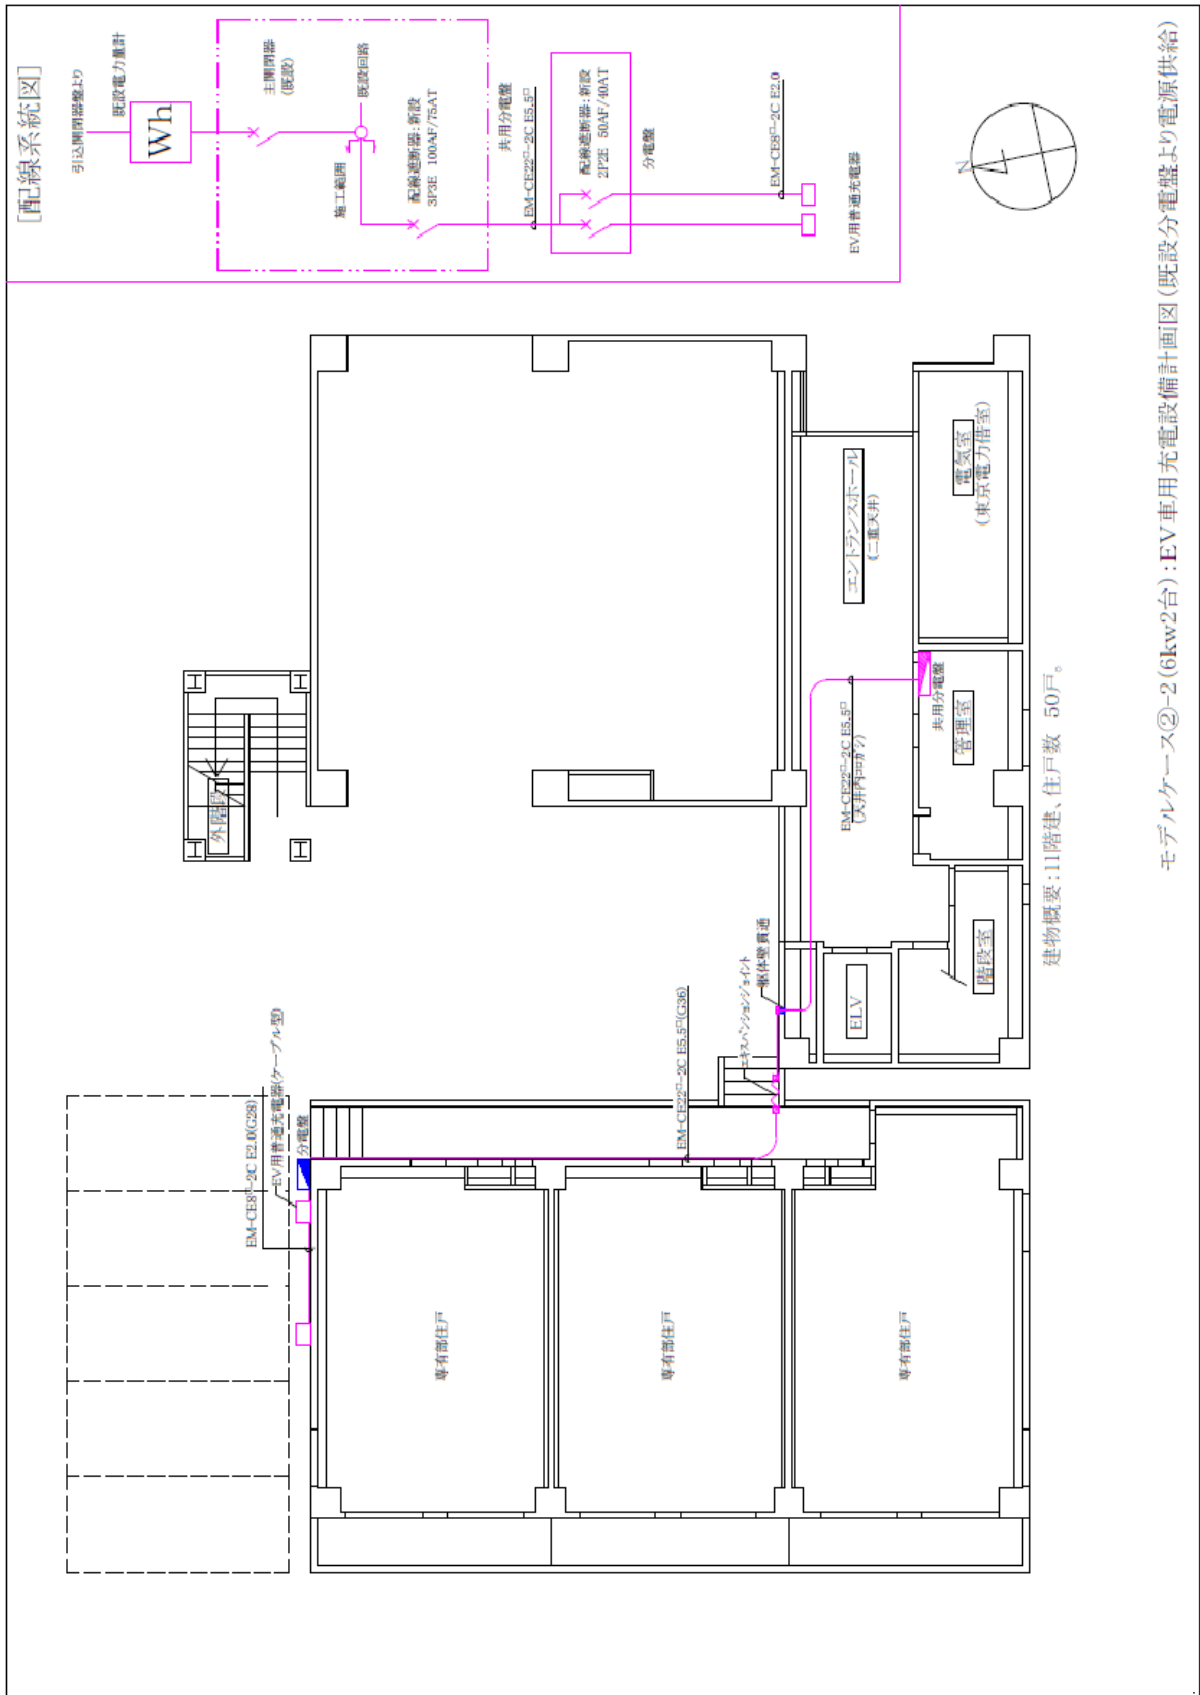 [配線系統図]
引込開閉器盤より
既設電力量計
Wh
主開閉器
(既設)
既設回路
施工範囲
配線遮断器:新設
3P3E 100AF/75AT
共用分電盤
EM-CE22□-2C E5.5□
配線遮断器:新設
2P2E 50AF/40AT
分電盤
EM-CE8□-2C E2.0
EV用普通充電器
N
外階段
エントランスホール
(二重天井)
電気室
(東京電力借室)
共用分電盤
管理室
EM-CE22□-2C E5.5□
(天井内コロガシ)
階段室
ELV
躯体壁貫通
エキスパンションジョイント
EM-CE22□-2C E5.5□(G36)
分電盤
EV用普通充電器(ケーブル型)
EM-CE8□-2C E2.0(G28)
専有部住戸
専有部住戸
専有部住戸
建物概要:11階建、住戸数 50戸。
モデルケース②-2(6kw2台):EV車用充電設備計画図(既設分電盤より電源供給)